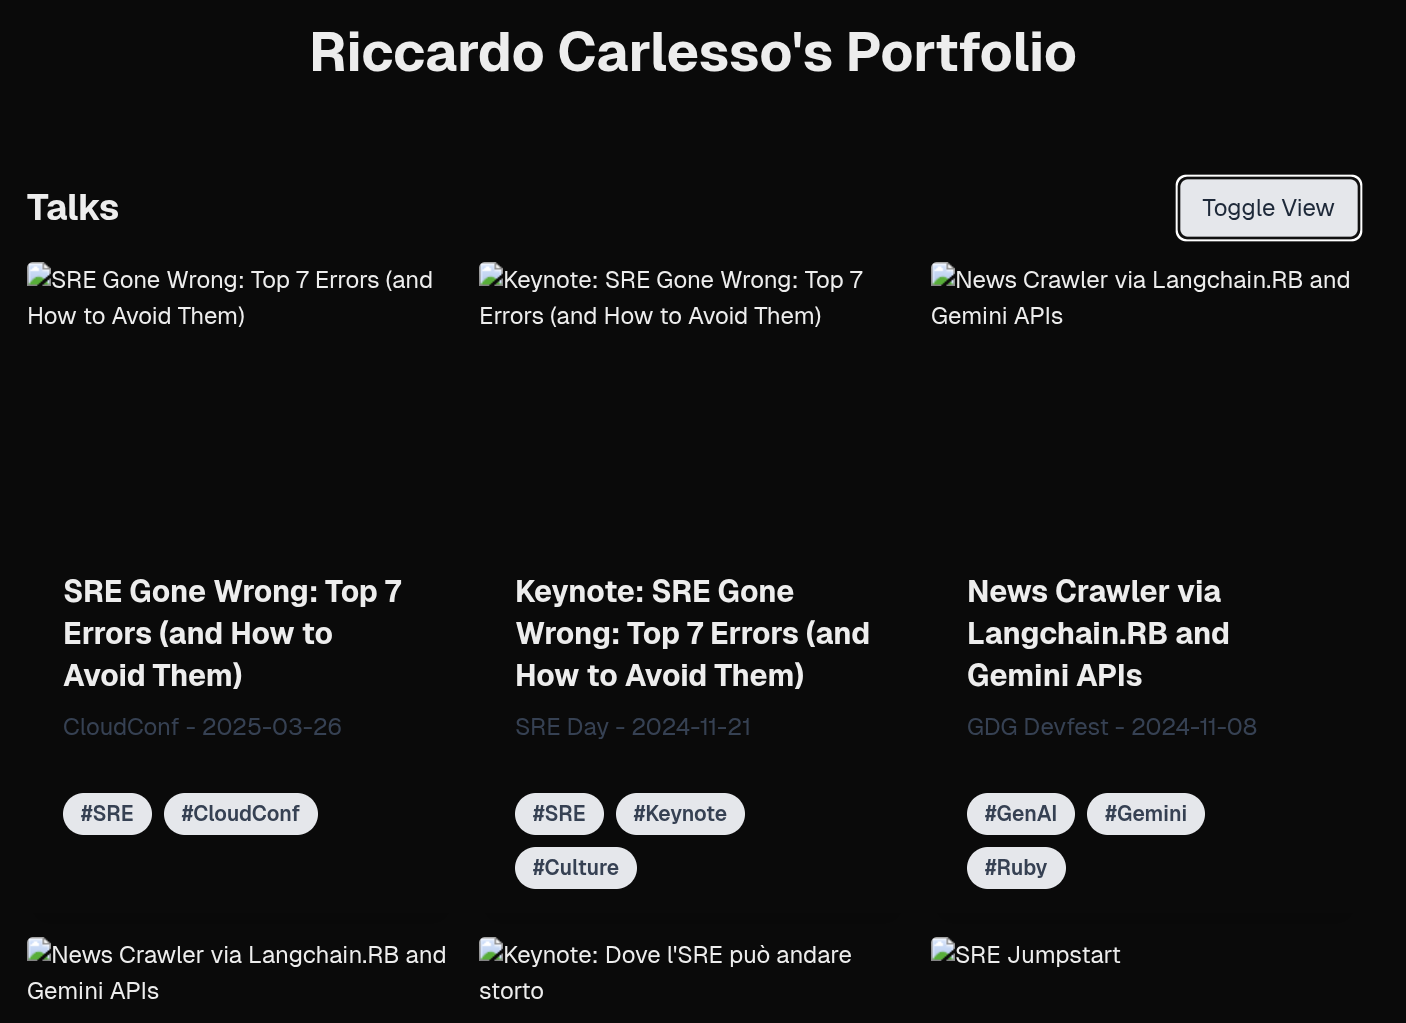 Riccardo Carlesso's Portfolio
Talks
Toggle View
SRE Gone Wrong: Top 7 Errors (and
How to Avoid Them)
Keynote: SRE Gone Wrong: Top 7
Errors (and How to Avoid Them)
News Crawler via Langchain.RB and
Gemini APIs
SRE Gone Wrong: Top 7
Errors (and How to
Avoid Them)
CloudConf - 2025-03-26
#SRE #CloudConf
Keynote: SRE Gone
Wrong: Top 7 Errors (and
How to Avoid Them)
SRE Day - 2024-11-21
#SRE #Keynote
#Culture
News Crawler via
Langchain.RB and
Gemini APIs
GDG Devfest - 2024-11-08
#GenAI #Gemini
#Ruby
News Crawler via Langchain.RB and
Gemini APIs
Keynote: Dove l'SRE può andare
storto
SRE Jumpstart